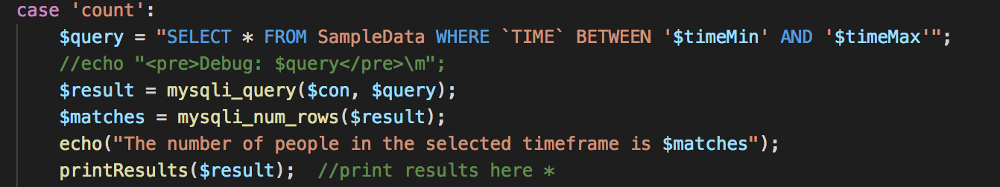 case 'count':
$query = "SELECT * FROM SampleData WHERE `TIME` BETWEEN '$timeMin' AND '$timeMax'";
//echo "<pre>Debug: $query</pre>\m";
$result = mysqli_query($con, $query);
$matches = mysqli_num_rows($result);
echo("The number of people in the selected timeframe is $matches");
printResults($result);  //print results here *